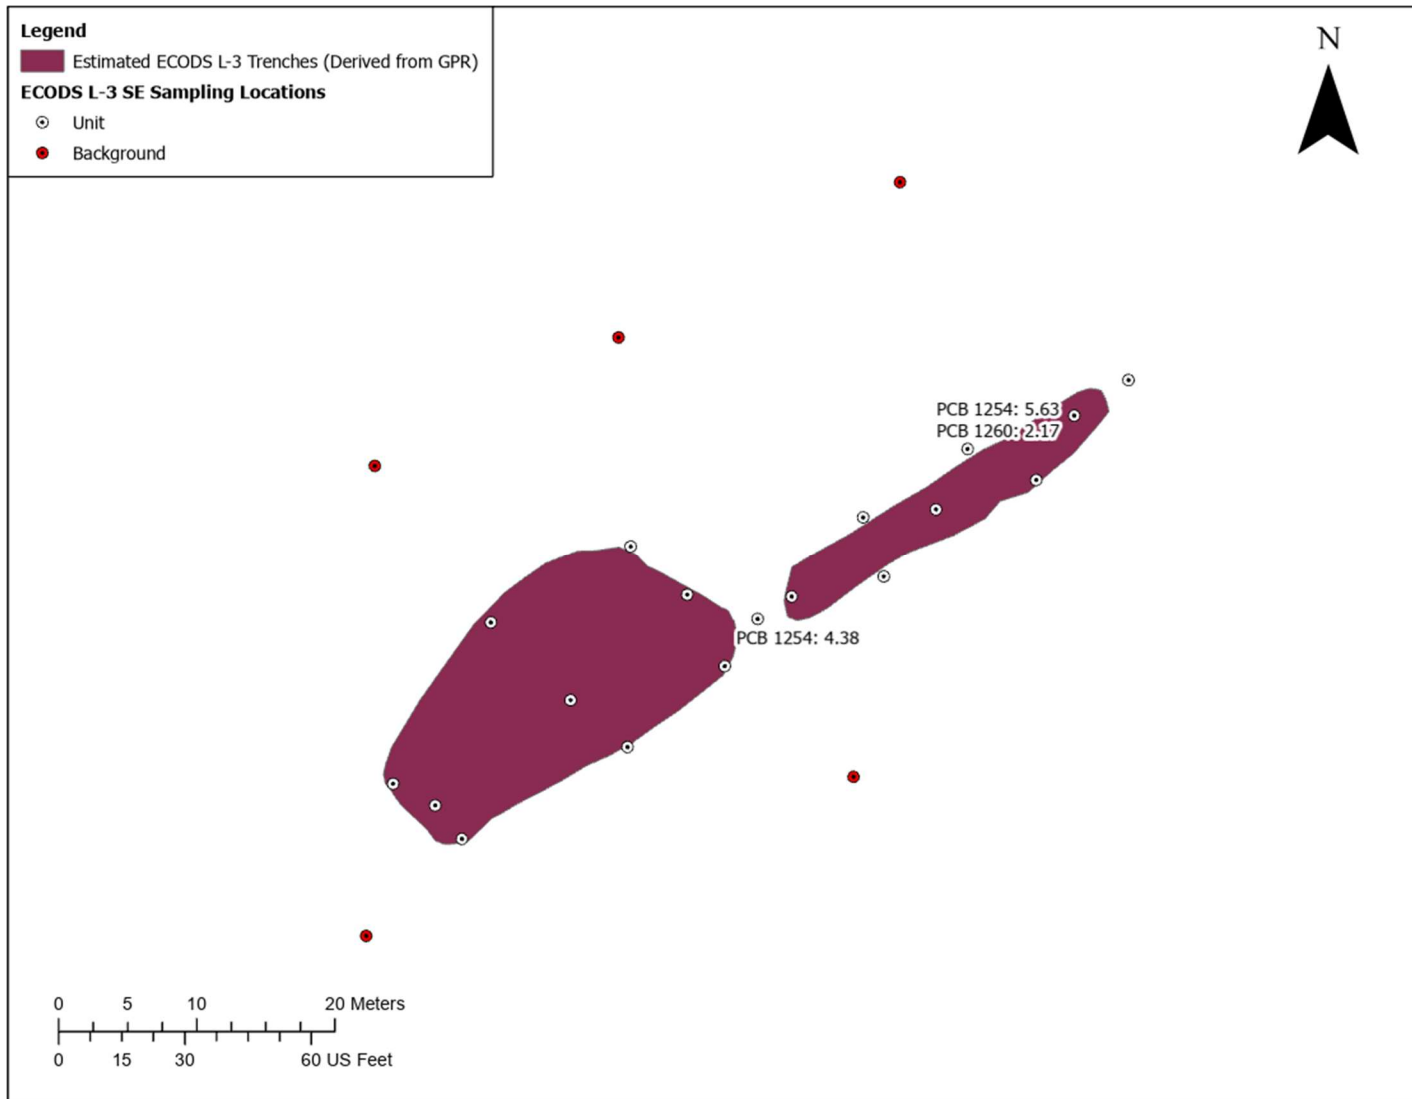 Legend
Estimated ECODS L-3 Trenches (Derived from GPR)
ECODS L-3 SE Sampling Locations
Unit
Background
N
PCB 1254: 5.63
PCB 1260: 2.17
PCB 1254: 4.38
0 5 10 20 Meters
0 15 30 60 US Feet